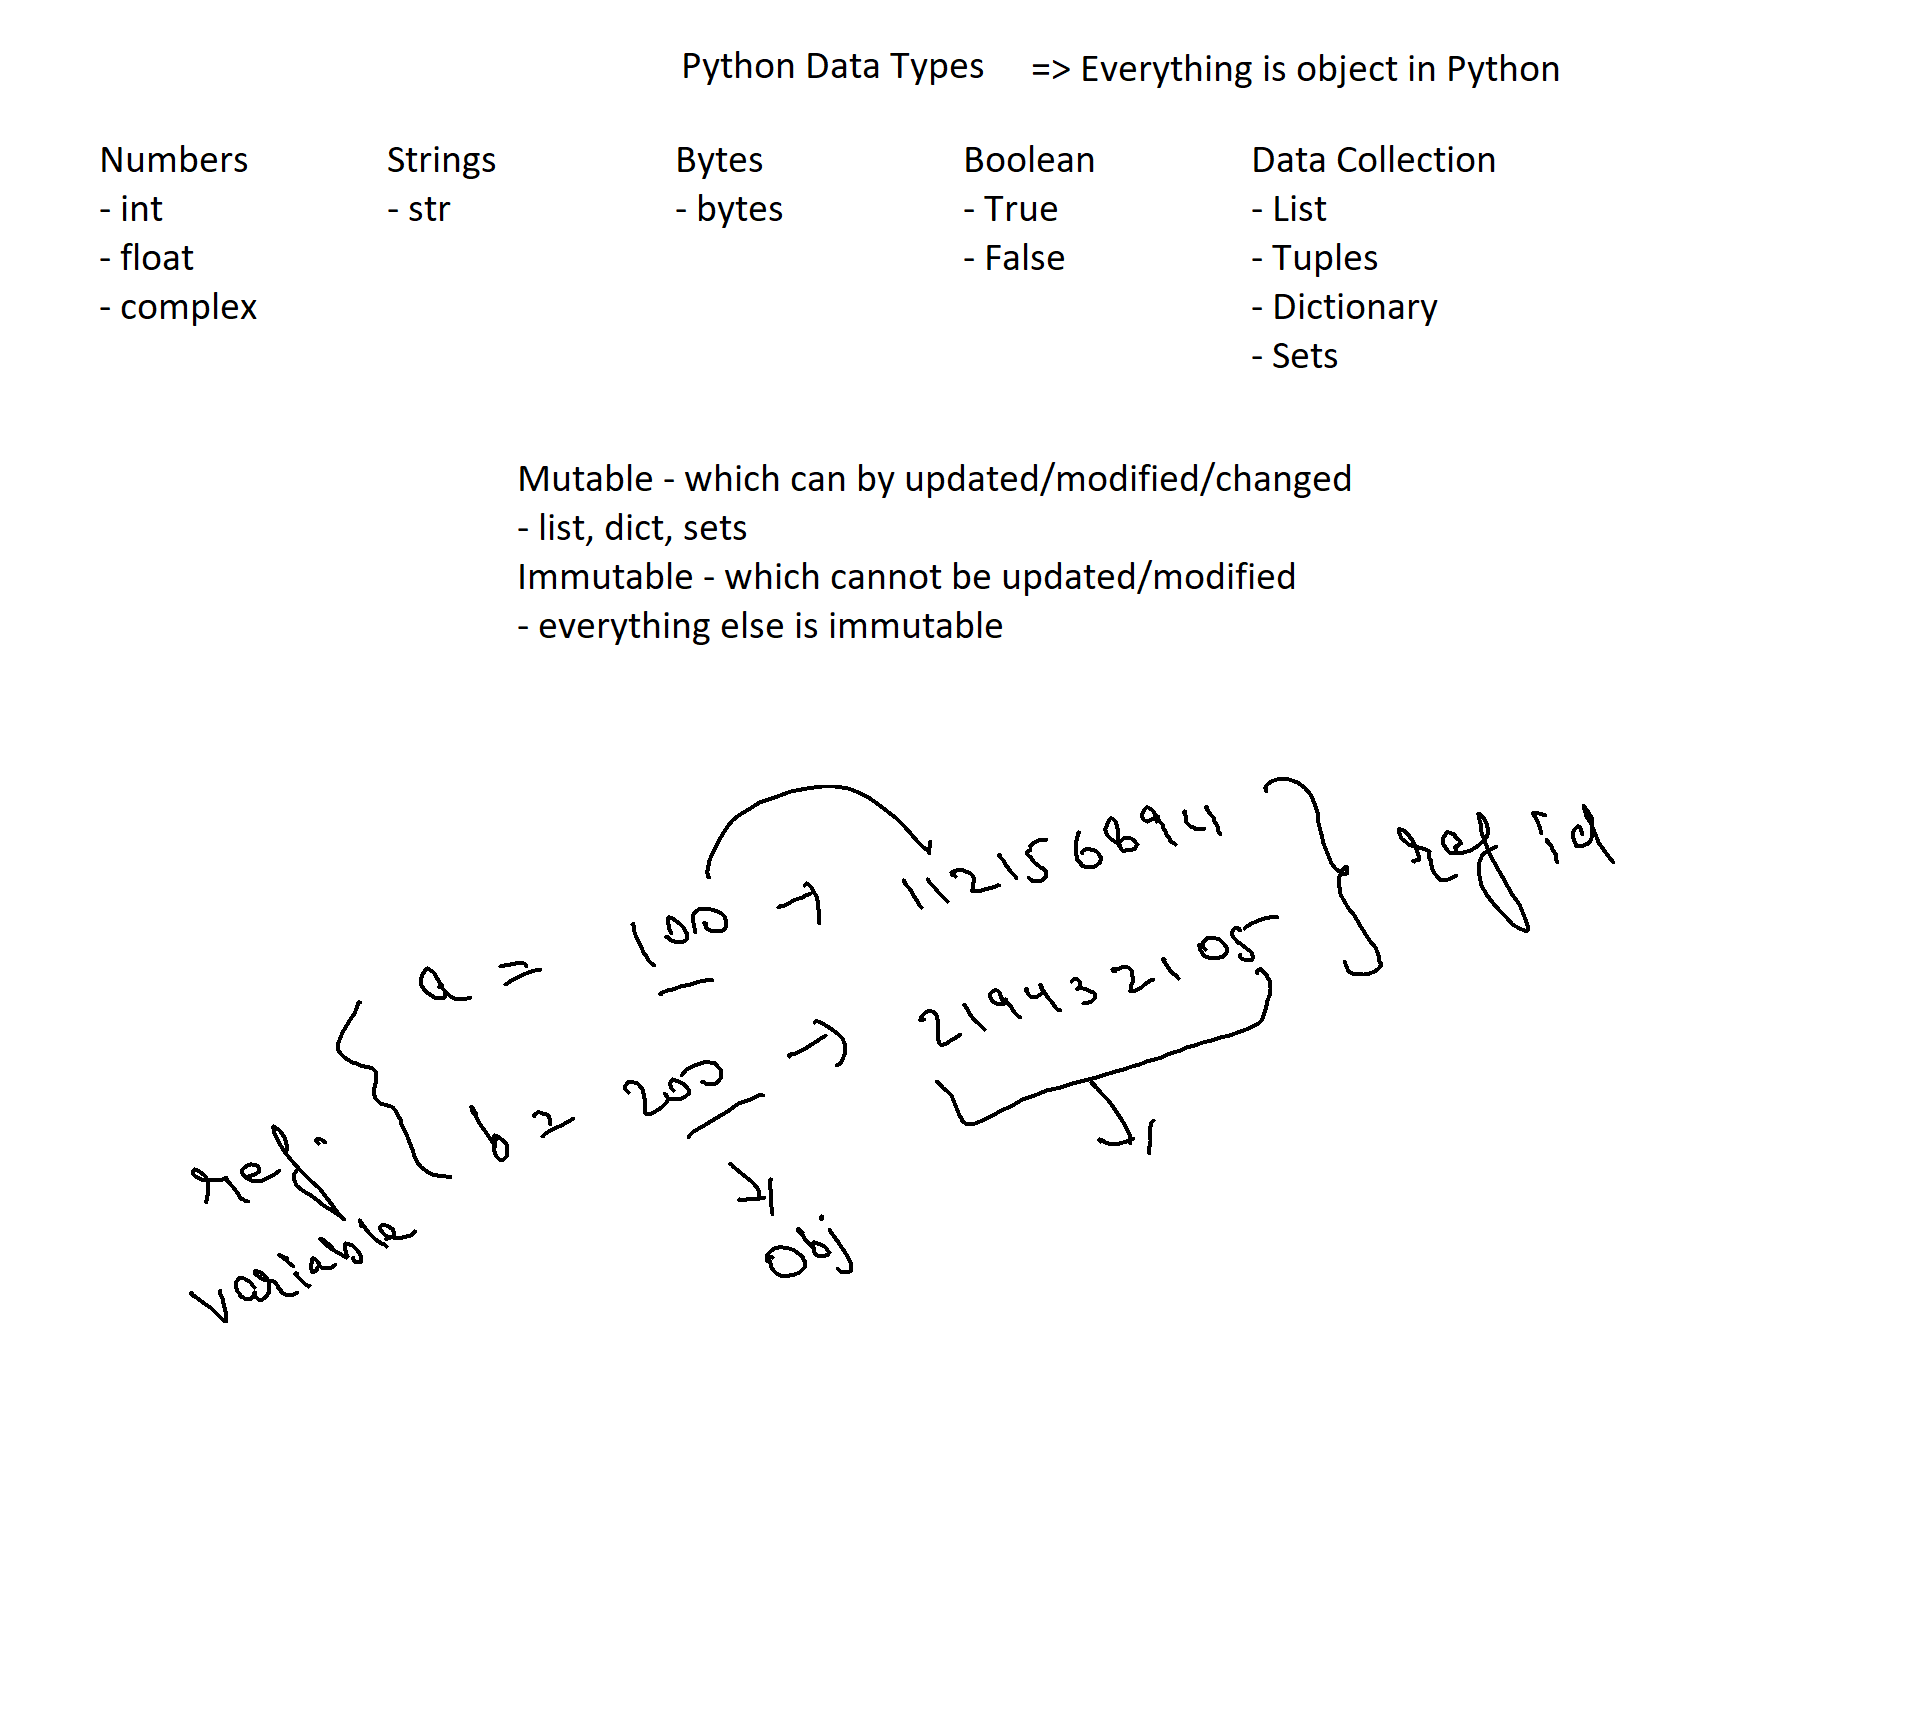 Python Data Types => Everything is object in Python
Numbers
- int
- float
- complex
Strings
- str
Bytes
- bytes
Boolean
- True
- False
Data Collection
- List
- Tuples
- Dictionary
- Sets
Mutable - which can by updated/modified/changed
- list, dict, sets
Immutable - which cannot be updated/modified
- everything else is immutable
a = 100 → 112156894
b = 200 → 219432105
ref id
ref.
variable
obj